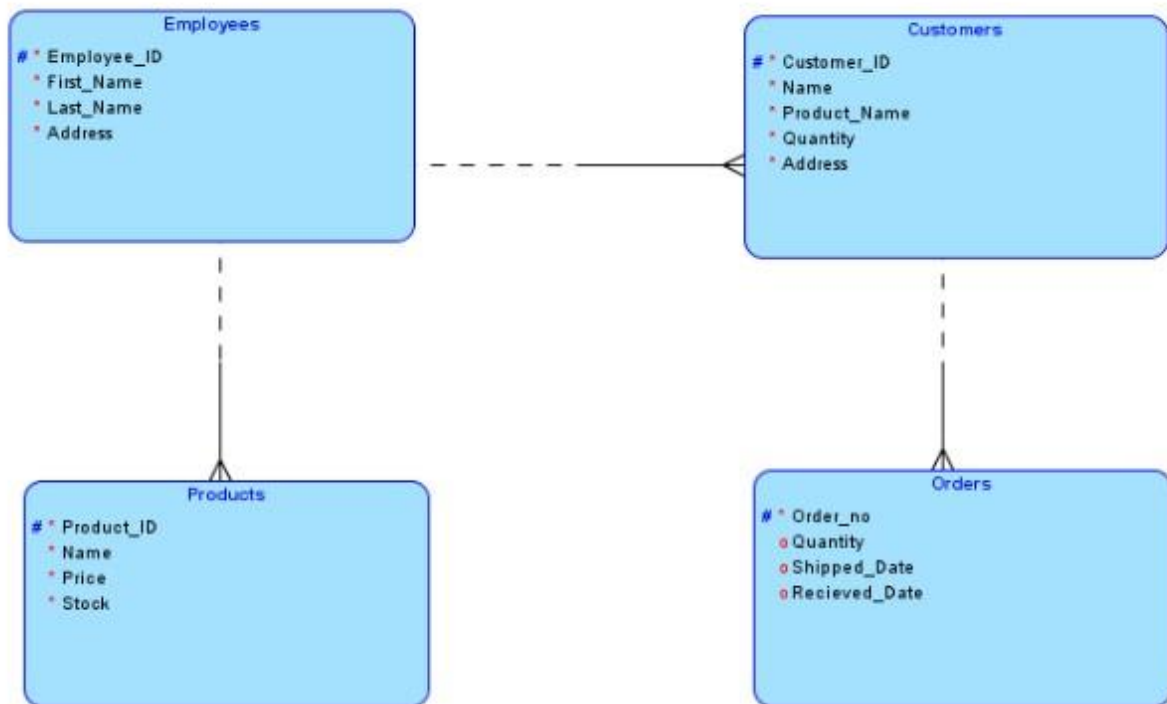 Employees
# * Employee_ID
* First_Name
* Last_Name
* Address
Customers
# * Customer_ID
* Name
* Product_Name
* Quantity
* Address
Products
# * Product_ID
* Name
* Price
* Stock
Orders
# * Order_no
o Quantity
o Shipped_Date
o Recieved_Date